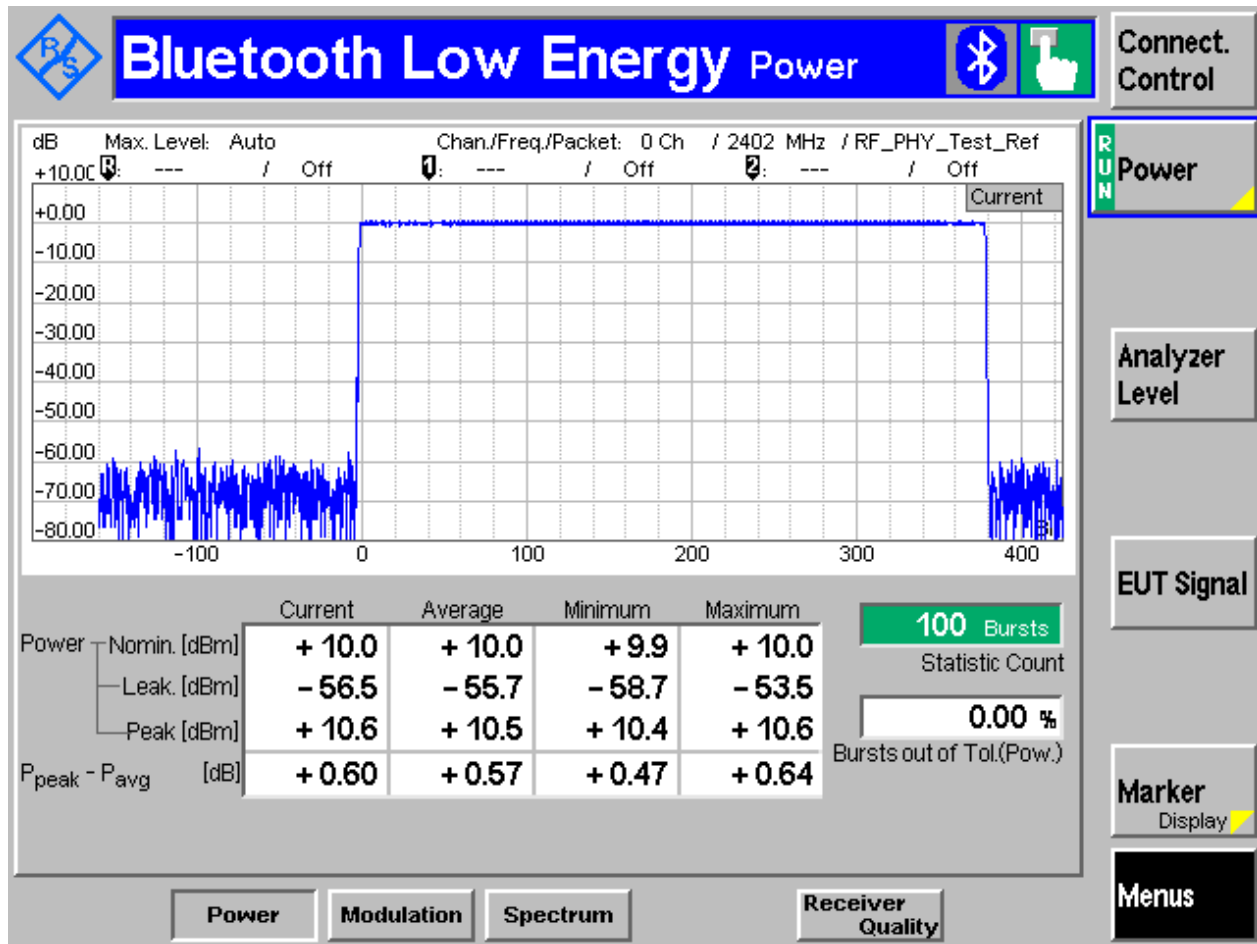 R/S
Bluetooth Low Energy Power
Connect.
Control
dB Max. Level: Auto Chan./Freq./Packet: 0 Ch / 2402 MHz / RF_PHY_Test_Ref
R: --- / Off 1: --- / Off 2: --- / Off
Current
+10.00
+0.00
-10.00
-20.00
-30.00
-40.00
-50.00
-60.00
-70.00
-80.00
-100 0 100 200 300 400
RUN
Power
Analyzer
Level
EUT Signal
Marker
Display
Menus
Current Average Minimum Maximum
Power Nomin. [dBm] + 10.0 + 10.0 + 9.9 + 10.0
Leak. [dBm] - 56.5 - 55.7 - 58.7 - 53.5
Peak [dBm] + 10.6 + 10.5 + 10.4 + 10.6
Ppeak - Pavg [dB] + 0.60 + 0.57 + 0.47 + 0.64
100 Bursts
Statistic Count
0.00 %
Bursts out of Tol.(Pow.)
Power Modulation Spectrum Receiver
Quality